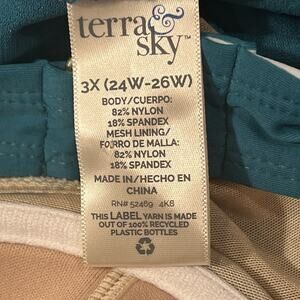 terra &
sky™
3X (24W-26W)
BODY/CUERPO:
82% NYLON
18% SPANDEX
MESH LINING/
FORRO DE MALLA:
82% NYLON
18% SPANDEX
MADE IN/HECHO EN
CHINA
RN# 52469 4K8
THIS LABEL YARN IS MADE
OUT OF 100% RECYCLED
PLASTIC BOTTLES